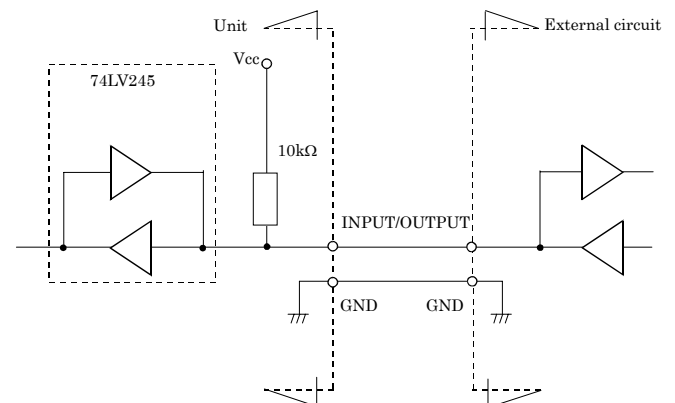 Unit
External circuit
Vcc
74LV245
10kΩ
INPUT/OUTPUT
GND
GND